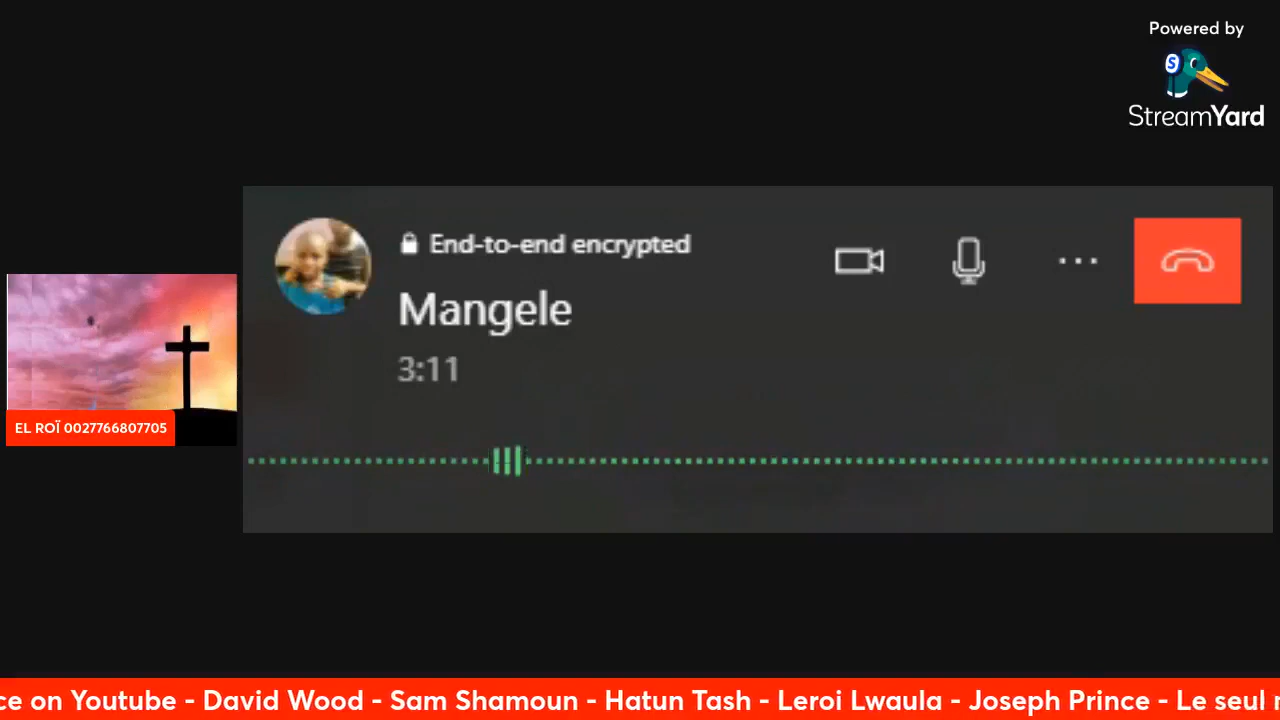 Powered by
StreamYard
End-to-end encrypted
Mangele
3:11
EL ROÏ 0027766807705
ce on Youtube - David Wood - Sam Shamoun - Hatun Tash - Leroi Lwaula - Joseph Prince - Le seul